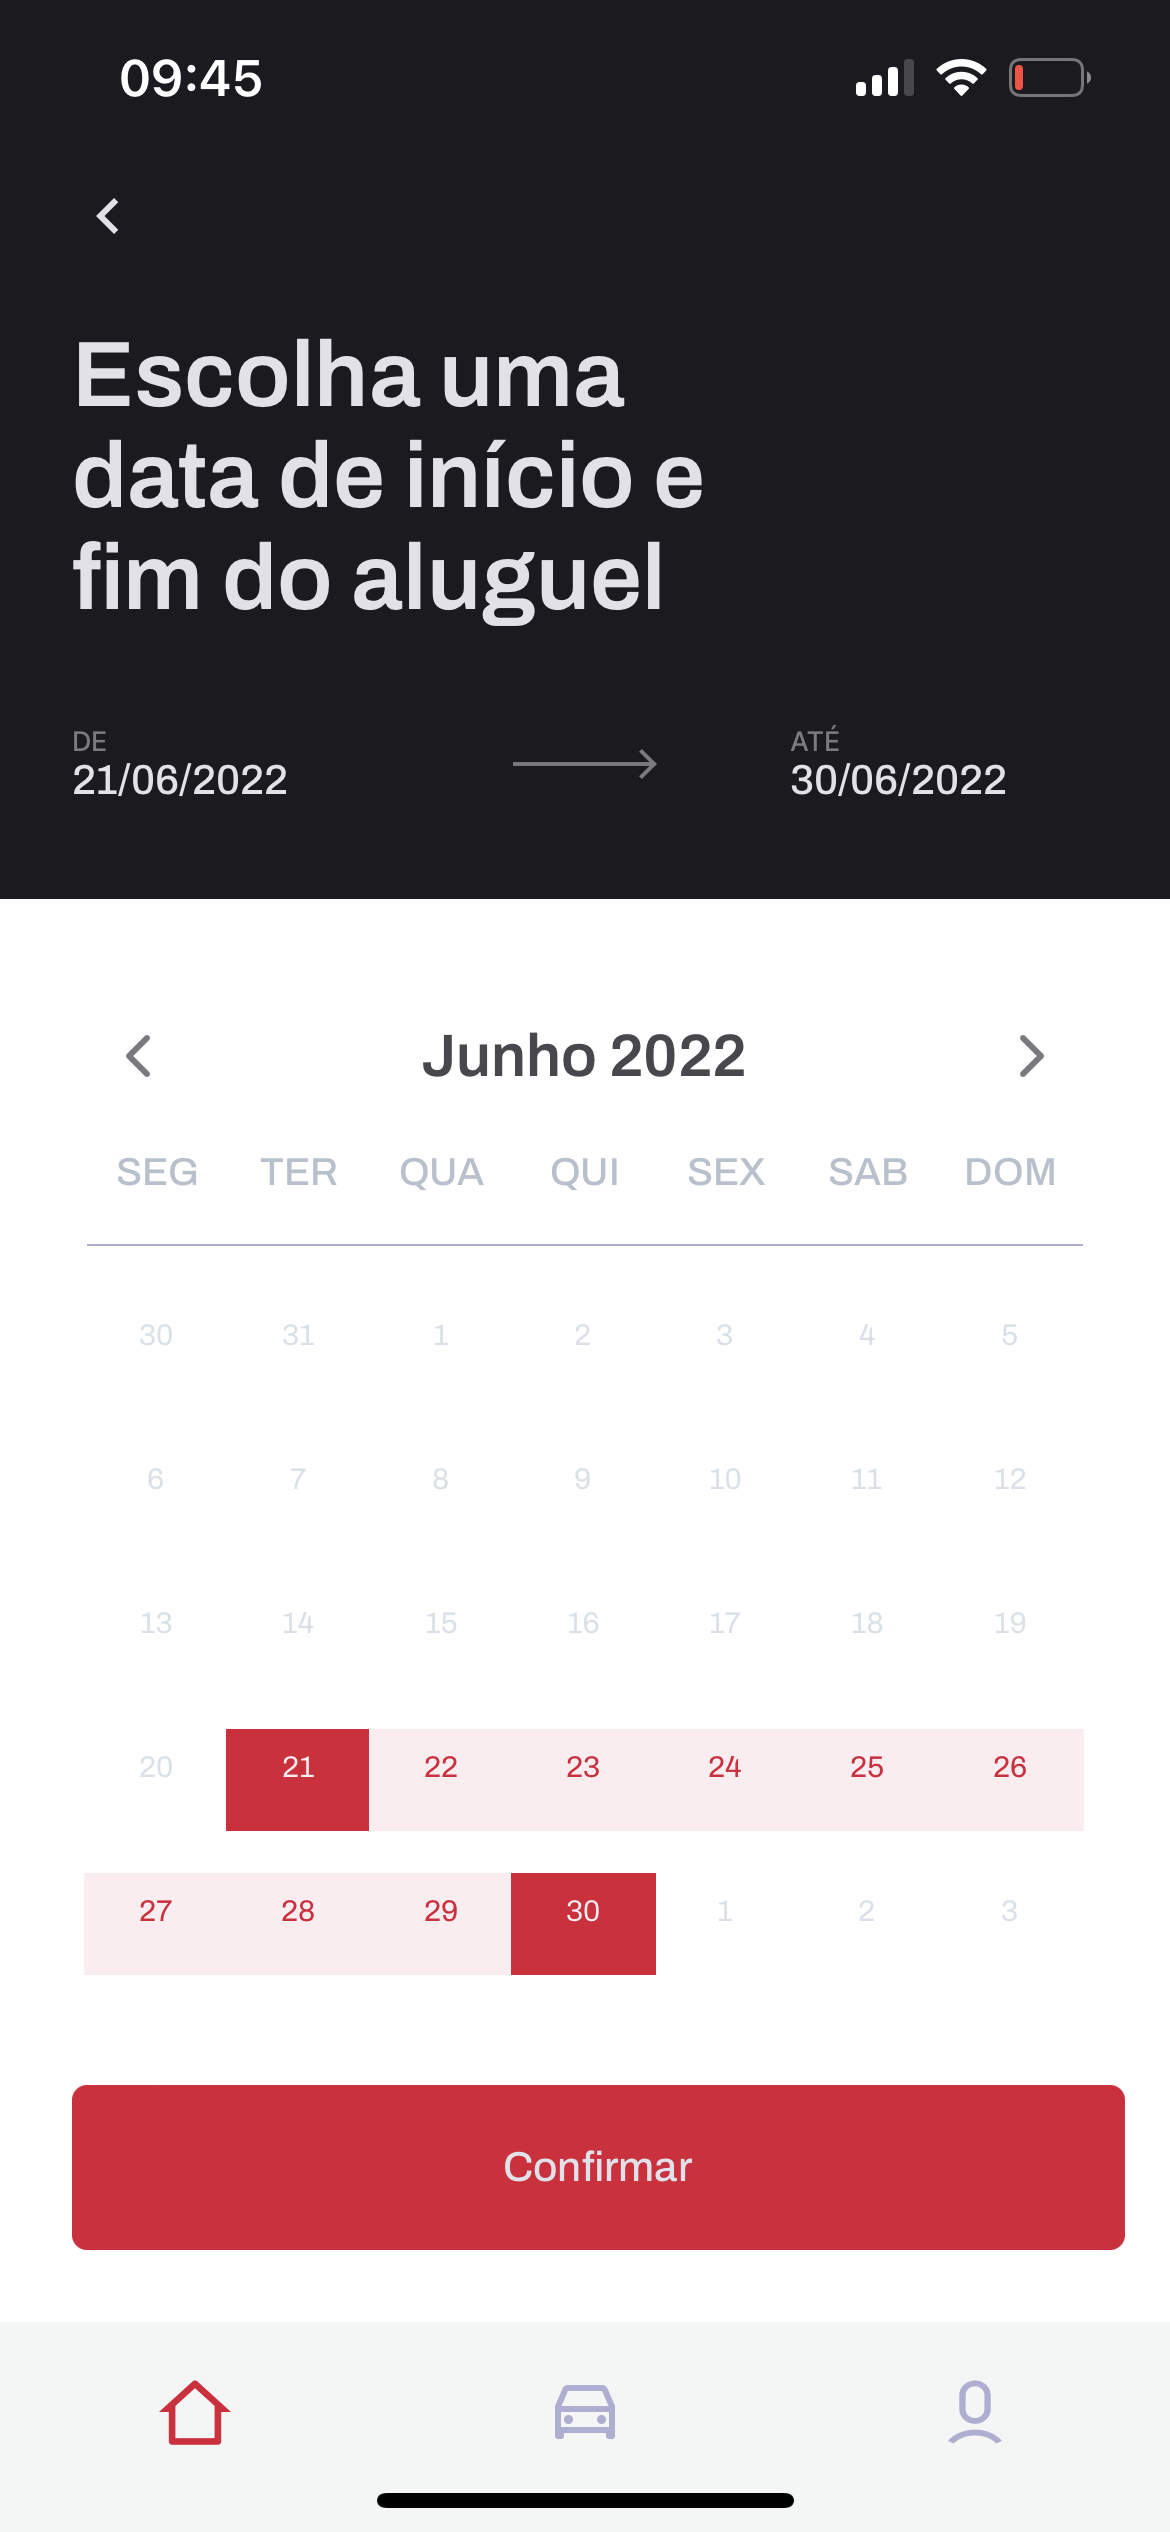 09:45
Escolha uma
data de início e
fim do aluguel
DE
ATÉ
21/06/2022
30/06/2022
Junho 2022
SEG TER QUA QUI SEX SAB DOM
30 31 1 2 3 4 5
6 7 8 9 10 11 12
13 14 15 16 17 18 19
20 21 22 23 24 25 26
27 28 29 30 1 2 3
Confirmar